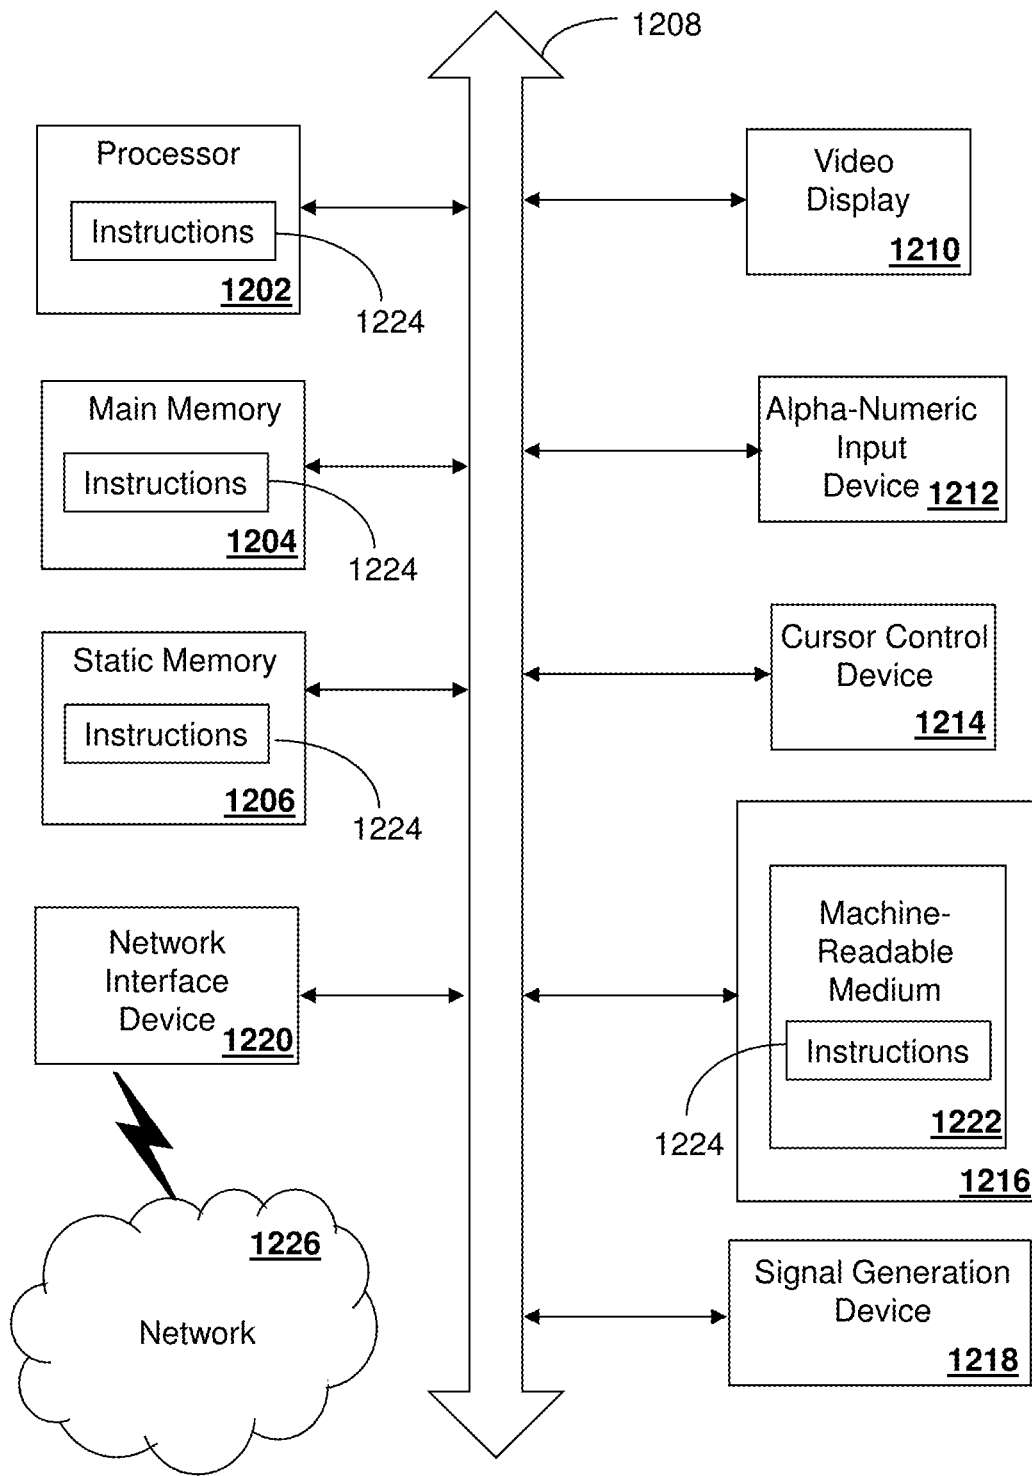 1208
Processor
Instructions
1202
1224
Main Memory
Instructions
1204
1224
Static Memory
Instructions
1206
1224
Network
Interface
Device
1220
1226
Network
Video
Display
1210
Alpha-Numeric
Input
Device 1212
Cursor Control
Device
1214
Machine-
Readable
Medium
Instructions
1224
1222
1216
Signal Generation
Device
1218